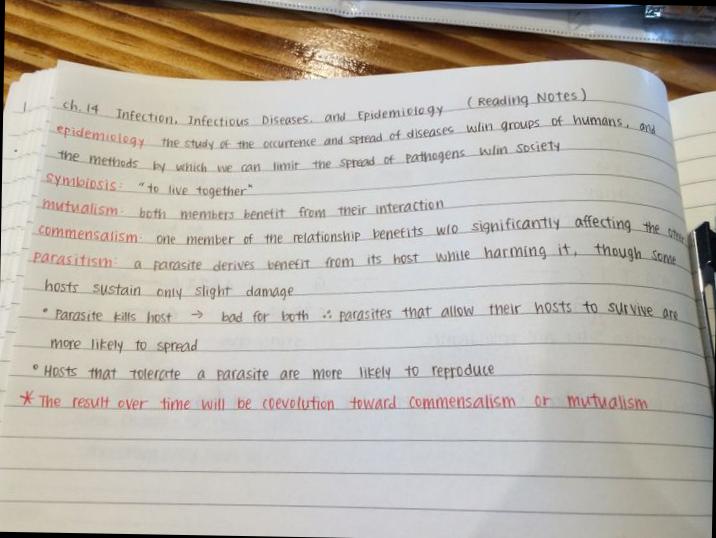 1 ch. 14 Infection, Infectious Diseases, and Epidemiology (Reading Notes)
epidemiology the study of the occurrence and spread of diseases w/in groups of humans, and
the methods by which we can limit the spread of pathogens w/in society
symbiosis: "to live together"
mutualism: both members benefit from their interaction
commensalism: one member of the relationship benefits w/o significantly affecting the other
parasitism: a parasite derives benefit from its host while harming it, though some
hosts sustain only slight damage
• Parasite kills host → bad for both ∴ parasites that allow their hosts to survive are
more likely to spread
• Hosts that tolerate a parasite are more likely to reproduce
* The result over time will be coevolution toward commensalism or mutualism